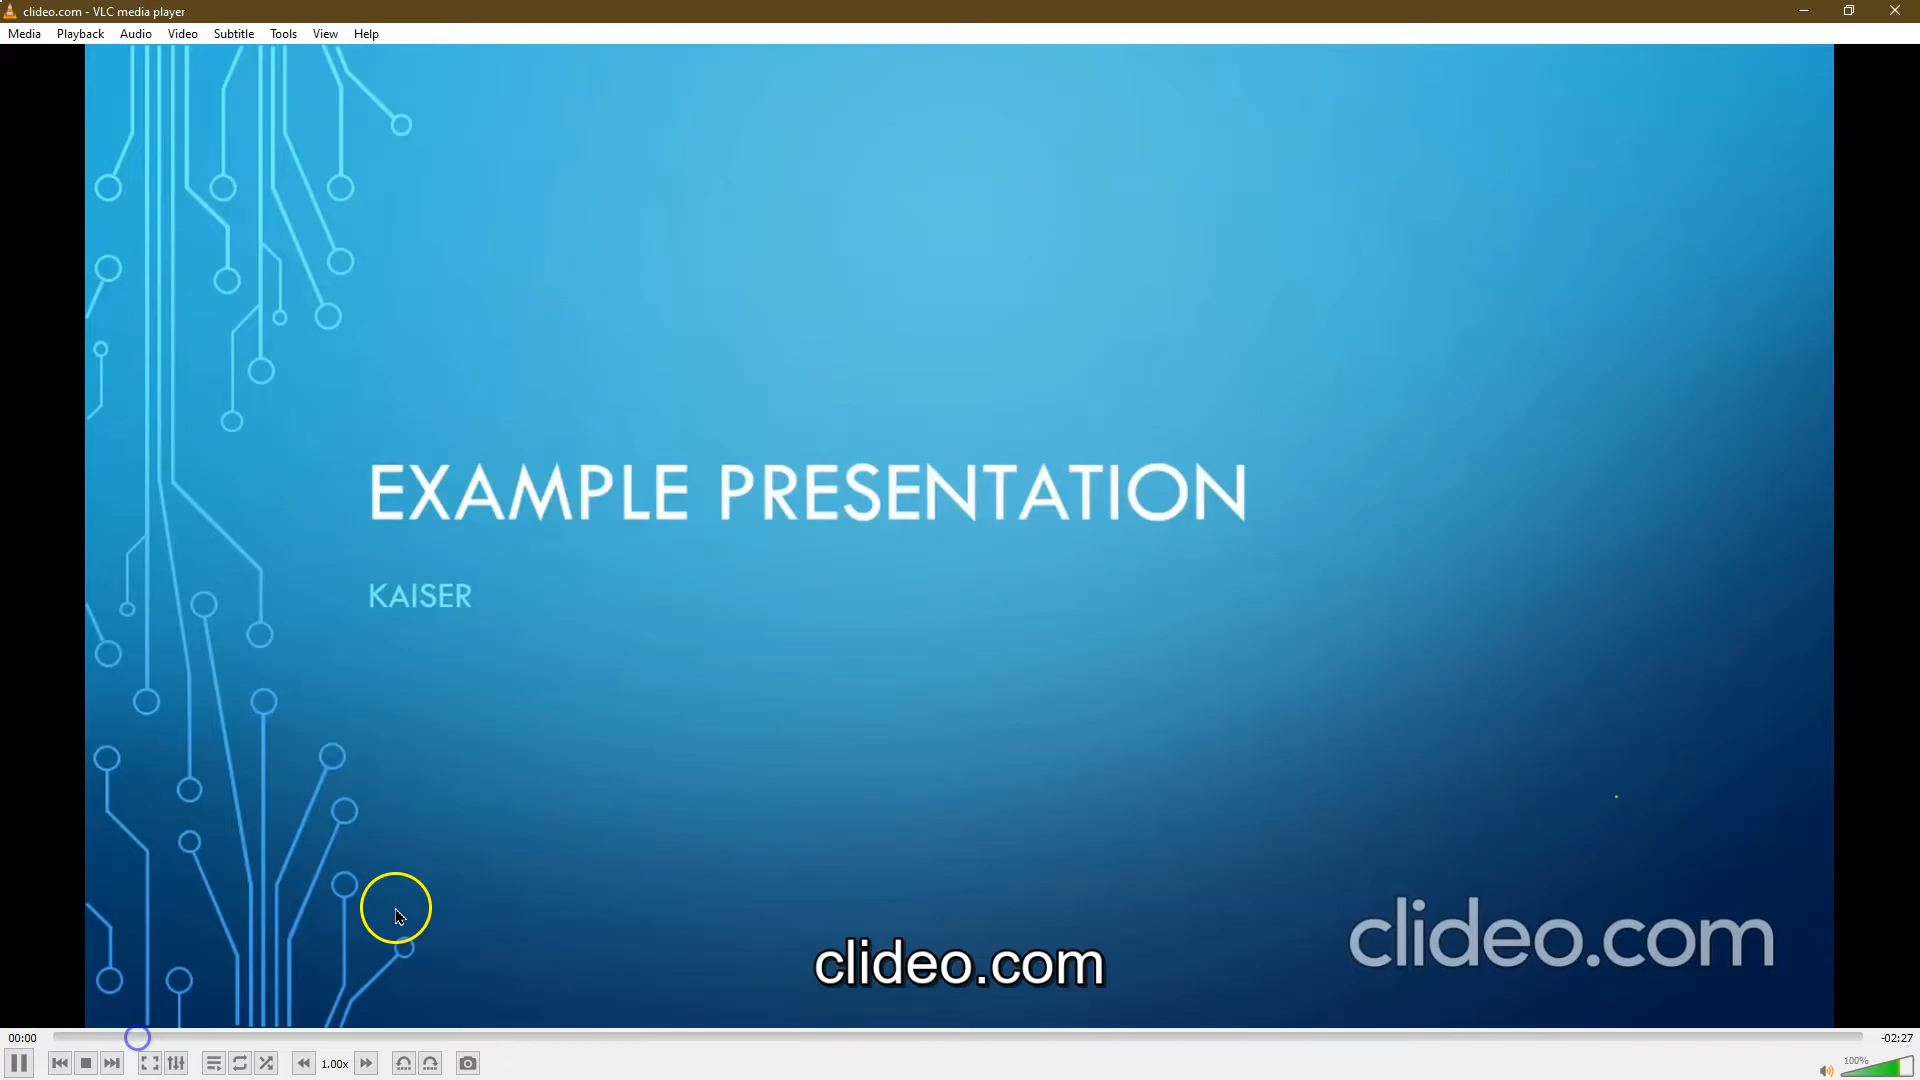 clideo.com - VLC media player
Media Playback Audio Video Subtitle Tools View Help
EXAMPLE PRESENTATION
KAISER
clideo.com
clideo.com
00:00
-02:27
1.00x
100%